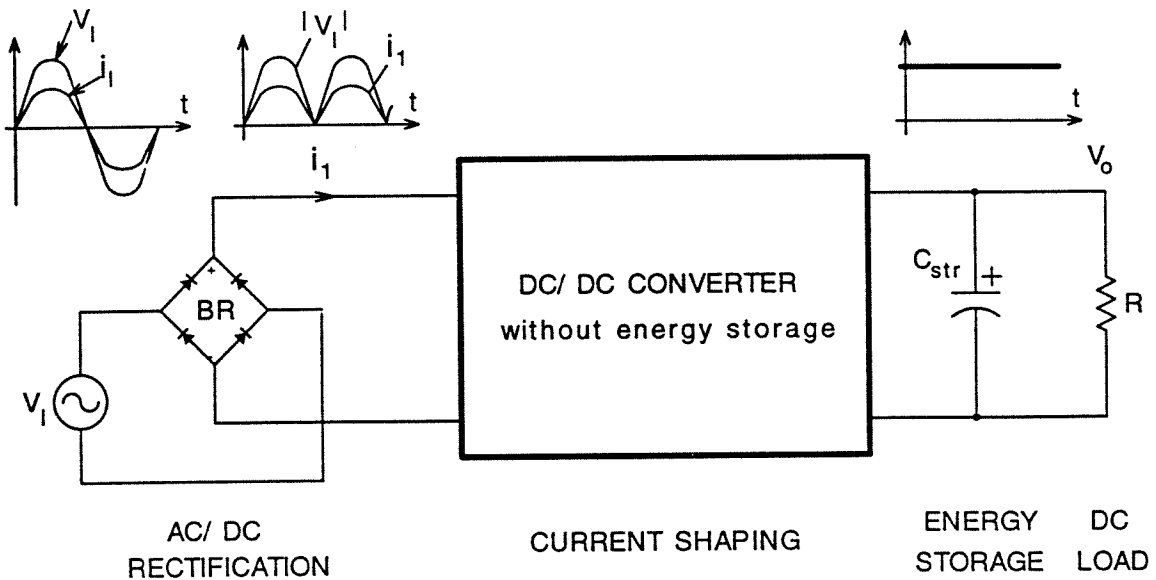 V_I
i_I
t
|V_I|
i_1
t
t
V_o
i_1
+
BR
-
V_I
DC/ DC CONVERTER
without energy storage
C_str
+
R
AC/ DC
RECTIFICATION
CURRENT SHAPING
ENERGY
STORAGE
DC
LOAD